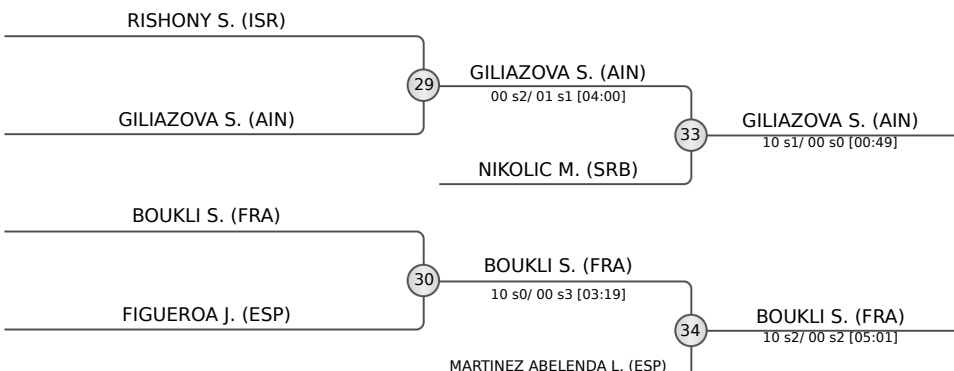 RISHONY S. (ISR)
29
GILIAZOVA S. (AIN)
00 s2/ 01 s1 [04:00]
GILIAZOVA S. (AIN)
33
GILIAZOVA S. (AIN)
10 s1/ 00 s0 [00:49]
NIKOLIC M. (SRB)
BOUKLI S. (FRA)
30
BOUKLI S. (FRA)
10 s0/ 00 s3 [03:19]
FIGUEROA J. (ESP)
34
BOUKLI S. (FRA)
10 s2/ 00 s2 [05:01]
MARTINEZ ABELENDA L. (ESP)